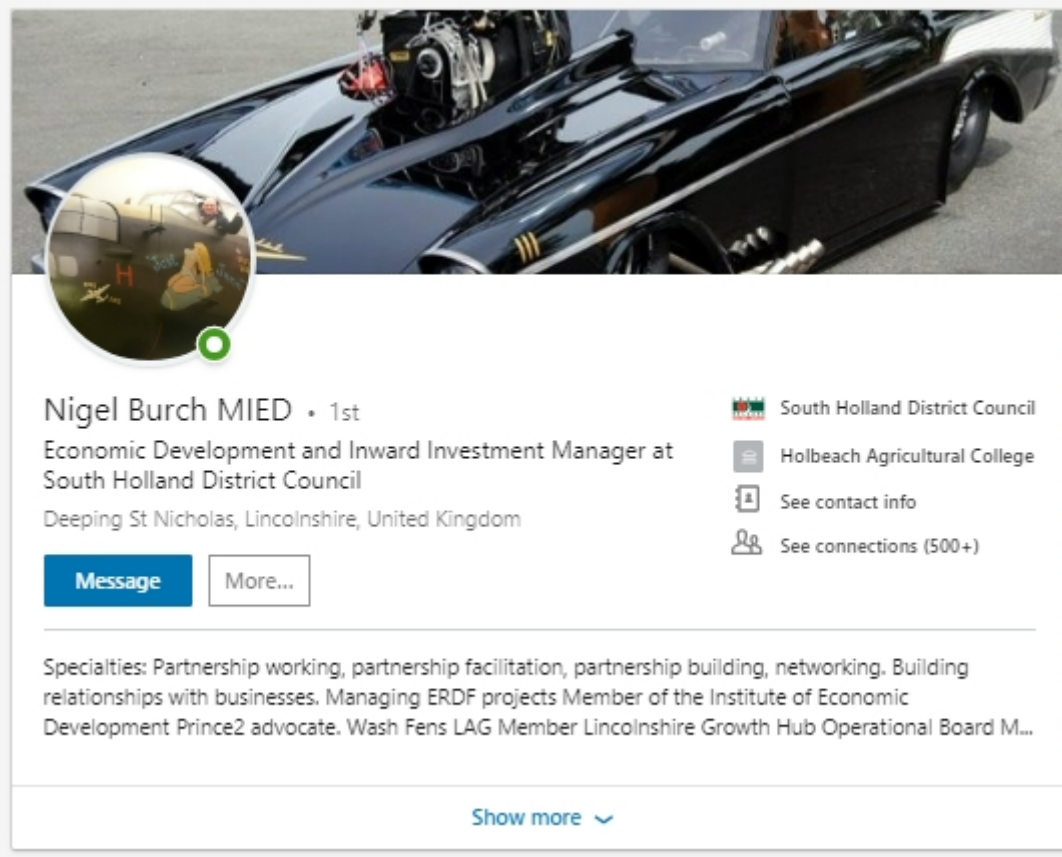 H
Just
Nigel Burch MIED • 1st
Economic Development and Inward Investment Manager at
South Holland District Council
Deeping St Nicholas, Lincolnshire, United Kingdom
Message
More...
South Holland District Council
Holbeach Agricultural College
See contact info
See connections (500+)
Specialties: Partnership working, partnership facilitation, partnership building, networking. Building
relationships with businesses. Managing ERDF projects Member of the Institute of Economic
Development Prince2 advocate. Wash Fens LAG Member Lincolnshire Growth Hub Operational Board M...
Show more